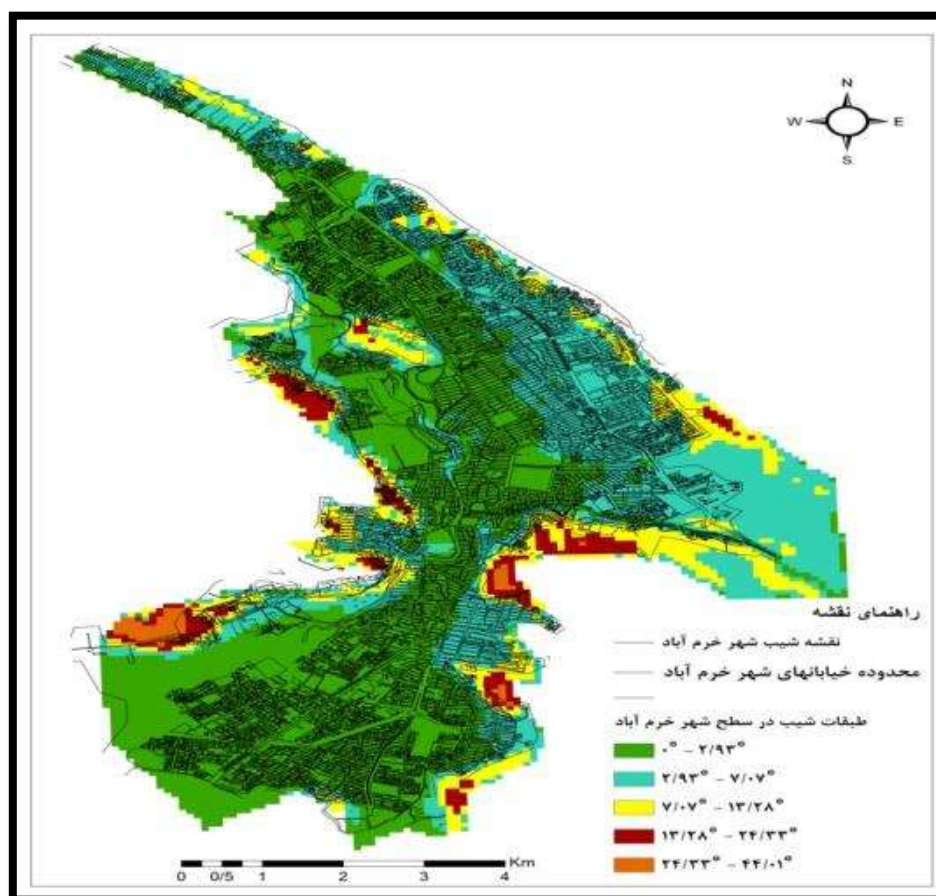 N
W E
S
راهنمای نقشه
نقشه شیب شهر خرم آباد
محدوده خیابانهای شهر خرم آباد
طبقات شیب در سطح شهر خرم آباد
۰° - ۲/۹۳°
۲/۹۳° - ۷/۰۷°
۷/۰۷° - ۱۳/۲۸°
۱۳/۲۸° - ۲۴/۳۳°
۲۴/۳۳° - ۴۴/۰۱°
Km
0 0/5 1 2 3 4